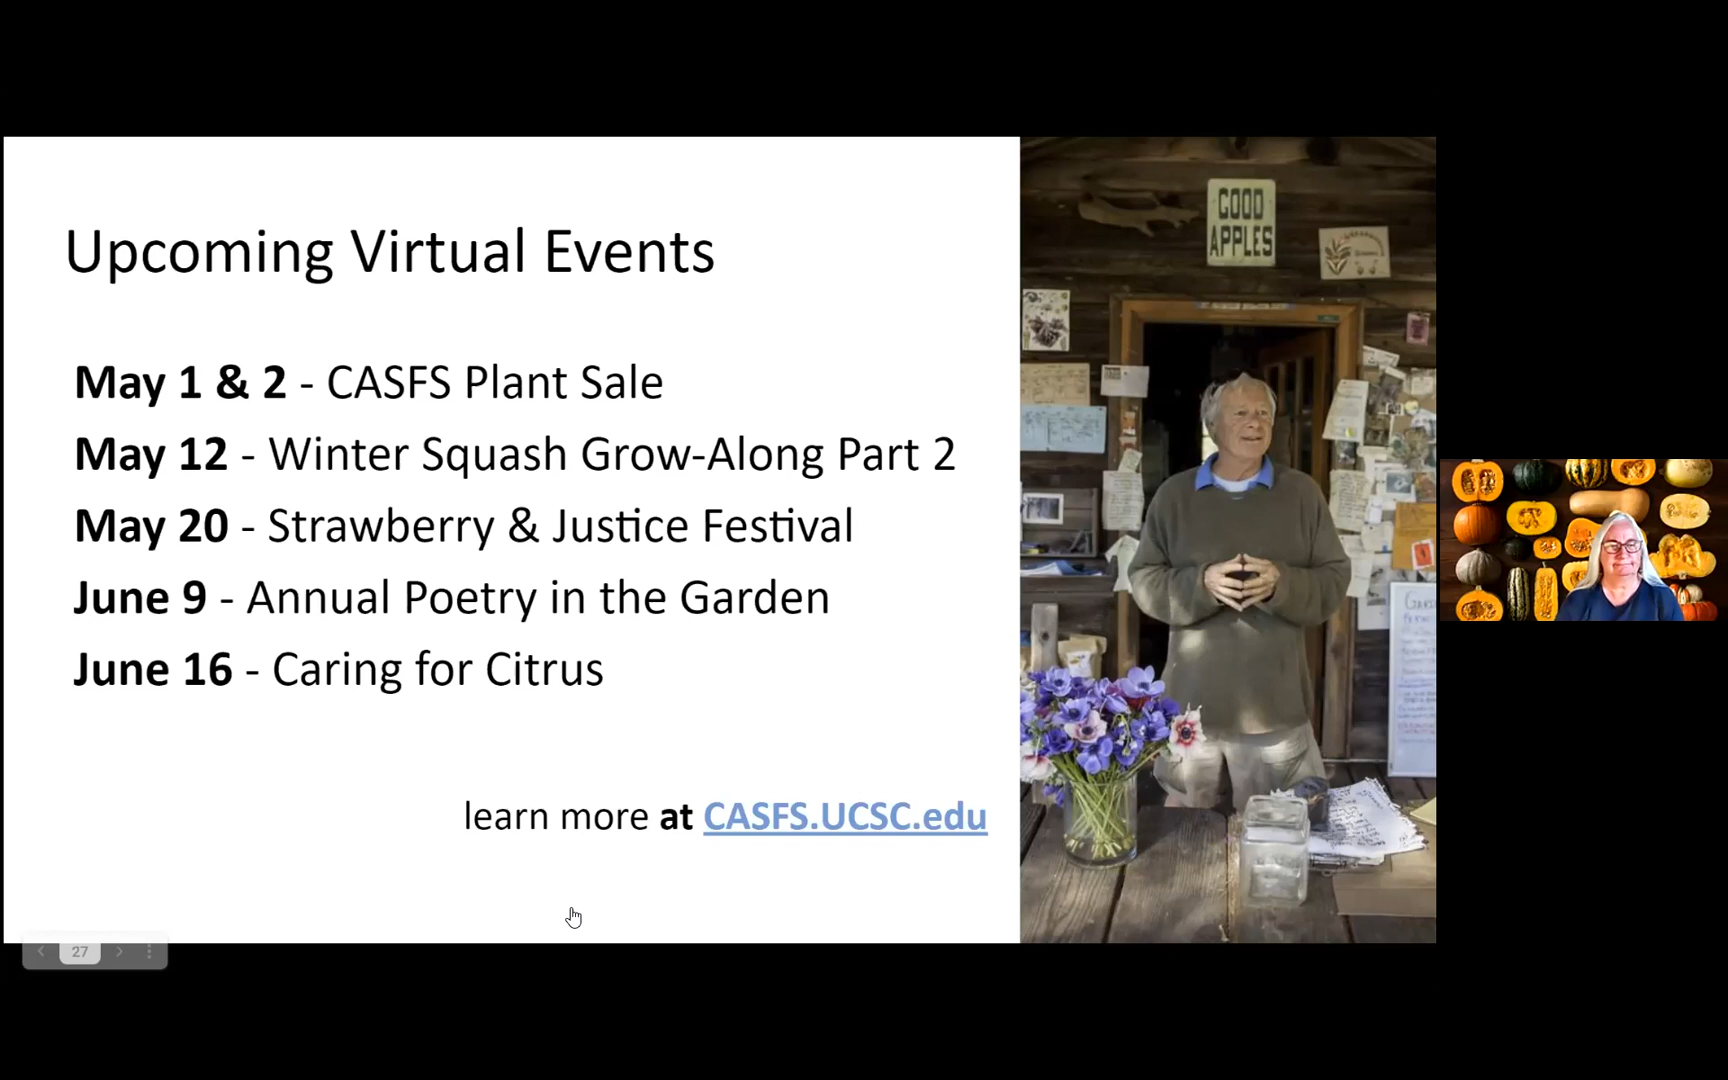 Upcoming Virtual Events
May 1 & 2 - CASFS Plant Sale
May 12 - Winter Squash Grow-Along Part 2
May 20 - Strawberry & Justice Festival
June 9 - Annual Poetry in the Garden
June 16 - Caring for Citrus
learn more at CASFS.UCSC.edu
GOOD
APPLES
27